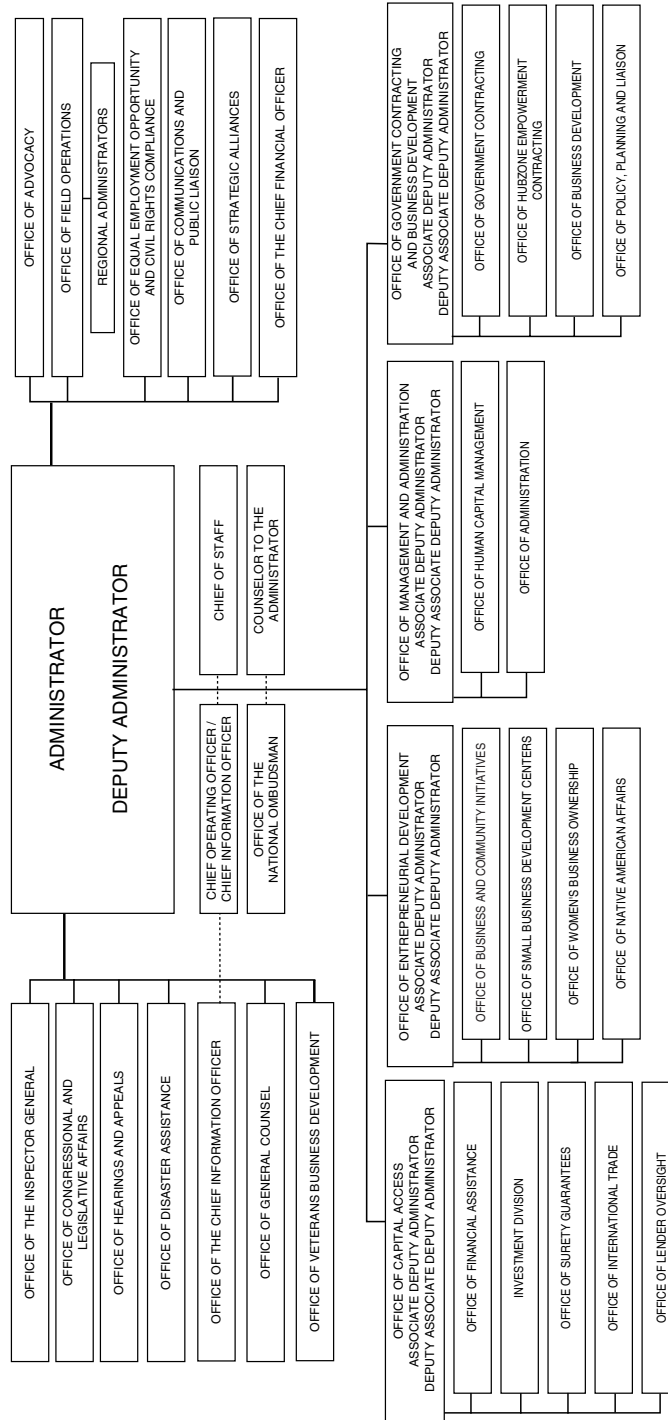 ADMINISTRATOR
DEPUTY ADMINISTRATOR
OFFICE OF THE INSPECTOR GENERAL
OFFICE OF CONGRESSIONAL AND
LEGISLATIVE AFFAIRS
OFFICE OF HEARINGS AND APPEALS
OFFICE OF DISASTER ASSISTANCE
OFFICE OF THE CHIEF INFORMATION OFFICER
OFFICE OF GENERAL COUNSEL
OFFICE OF VETERANS BUSINESS DEVELOPMENT
CHIEF OPERATING OFFICER /
CHIEF INFORMATION OFFICER
OFFICE OF THE
NATIONAL OMBUDSMAN
CHIEF OF STAFF
COUNSELOR TO THE
ADMINISTRATOR
OFFICE OF ADVOCACY
OFFICE OF FIELD OPERATIONS
REGIONAL ADMINISTRATORS
OFFICE OF EQUAL EMPLOYMENT OPPORTUNITY
AND CIVIL RIGHTS COMPLIANCE
OFFICE OF COMMUNICATIONS AND
PUBLIC LIAISON
OFFICE OF STRATEGIC ALLIANCES
OFFICE OF THE CHIEF FINANCIAL OFFICER
OFFICE OF CAPITAL ACCESS
ASSOCIATE DEPUTY ADMINISTRATOR
DEPUTY ASSOCIATE DEPUTY ADMINISTRATOR
OFFICE OF FINANCIAL ASSISTANCE
INVESTMENT DIVISION
OFFICE OF SURETY GUARANTEES
OFFICE OF INTERNATIONAL TRADE
OFFICE OF LENDER OVERSIGHT
OFFICE OF ENTREPRENEURIAL DEVELOPMENT
ASSOCIATE DEPUTY ADMINISTRATOR
DEPUTY ASSOCIATE DEPUTY ADMINISTRATOR
OFFICE OF BUSINESS AND COMMUNITY INITIATIVES
OFFICE OF SMALL BUSINESS DEVELOPMENT CENTERS
OFFICE OF WOMEN'S BUSINESS OWNERSHIP
OFFICE OF NATIVE AMERICAN AFFAIRS
OFFICE OF MANAGEMENT AND ADMINISTRATION
ASSOCIATE DEPUTY ADMINISTRATOR
DEPUTY ASSOCIATE DEPUTY ADMINISTRATOR
OFFICE OF HUMAN CAPITAL MANAGEMENT
OFFICE OF ADMINISTRATION
OFFICE OF GOVERNMENT CONTRACTING
AND BUSINESS DEVELOPMENT
ASSOCIATE DEPUTY ADMINISTRATOR
DEPUTY ASSOCIATE DEPUTY ADMINISTRATOR
OFFICE OF GOVERNMENT CONTRACTING
OFFICE OF HUBZONE EMPOWERMENT
CONTRACTING
OFFICE OF BUSINESS DEVELOPMENT
OFFICE OF POLICY, PLANNING AND LIAISON